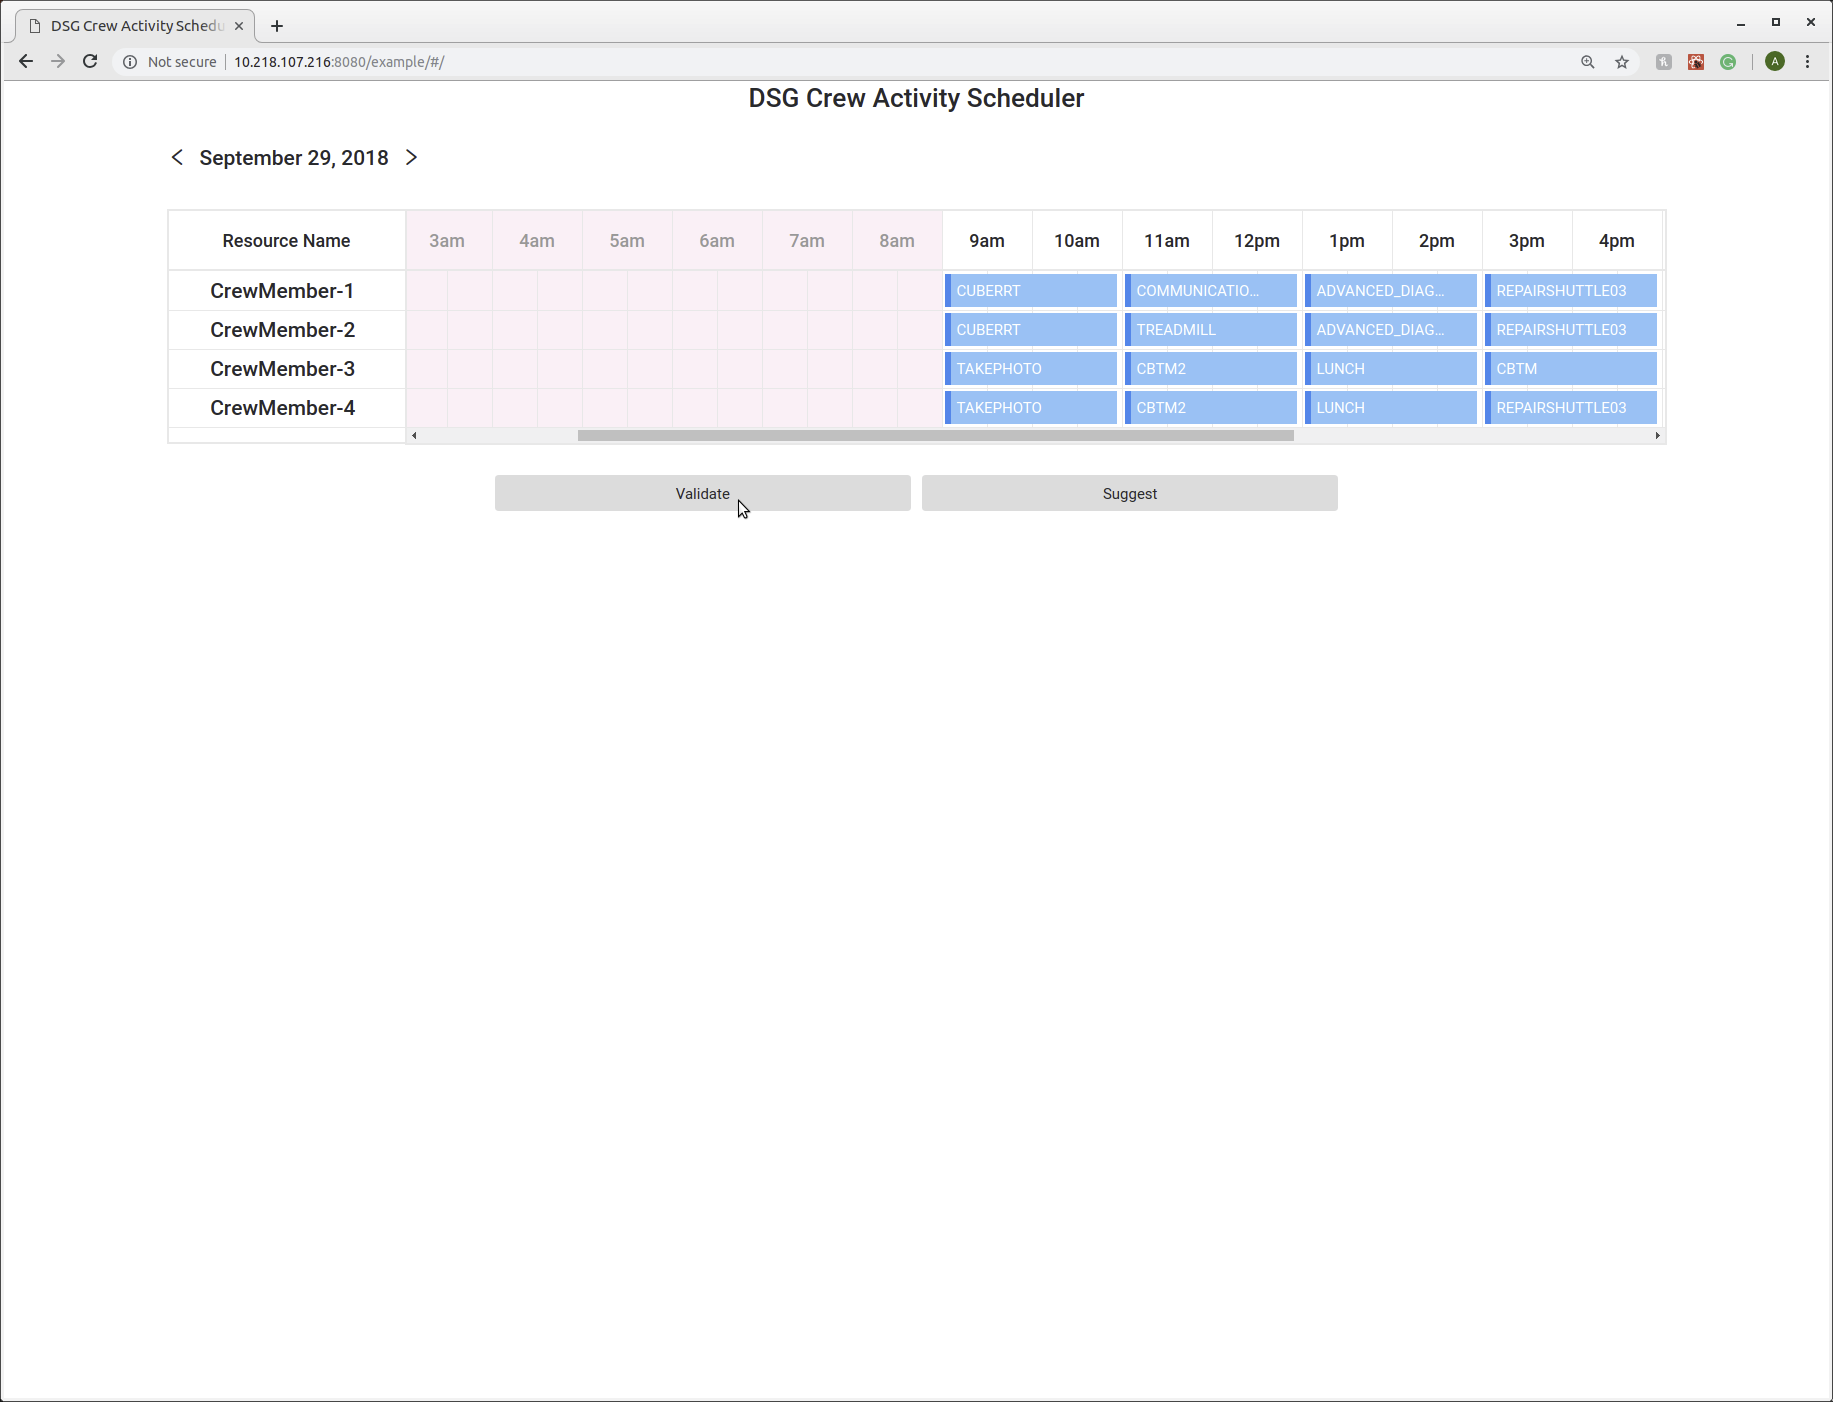 DSG Crew Activity Schedu
Not secure 10.218.107.216:8080/example/#/
A
DSG Crew Activity Scheduler
September 29, 2018
Resource Name 3am 4am 5am 6am 7am 8am 9am 10am 11am 12pm 1pm 2pm 3pm 4pm
CrewMember-1 CUBERRT COMMUNICATIO... ADVANCED_DIAG... REPAIRSHUTTLE03
CrewMember-2 CUBERRT TREADMILL ADVANCED_DIAG... REPAIRSHUTTLE03
CrewMember-3 TAKEPHOTO CBTM2 LUNCH CBTM
CrewMember-4 TAKEPHOTO CBTM2 LUNCH REPAIRSHUTTLE03
Validate Suggest